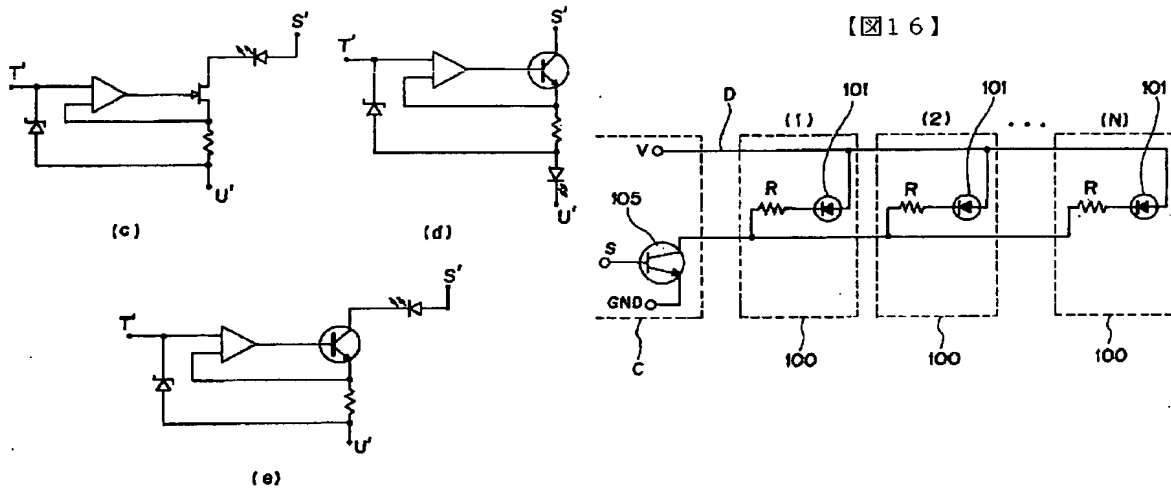 S'
T'
U'
(c)
S'
T'
U'
(d)
S'
T'
U'
(e)
【図16】
D
101
101
101
(1)
(2)
...
(N)
V
R
R
R
105
S
GND
C
100
100
100